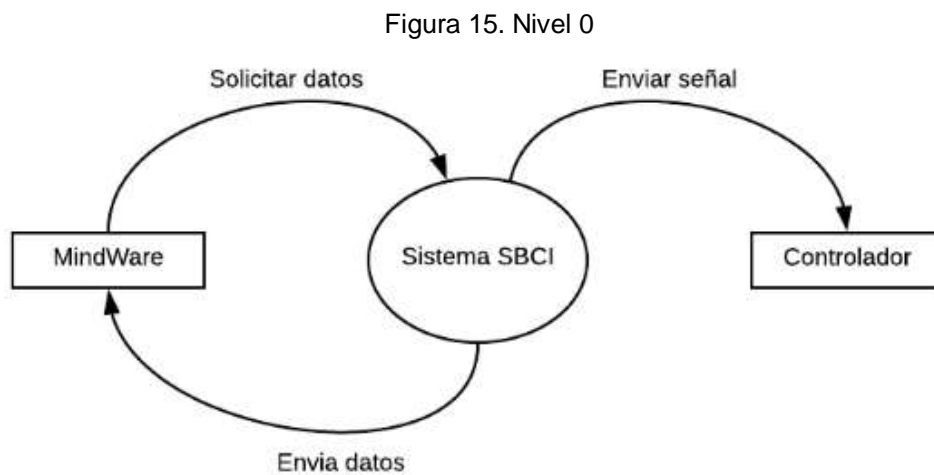 Figura 15. Nivel 0
Solicitar datos
Enviar señal
MindWare
Sistema SBCI
Controlador
Envia datos